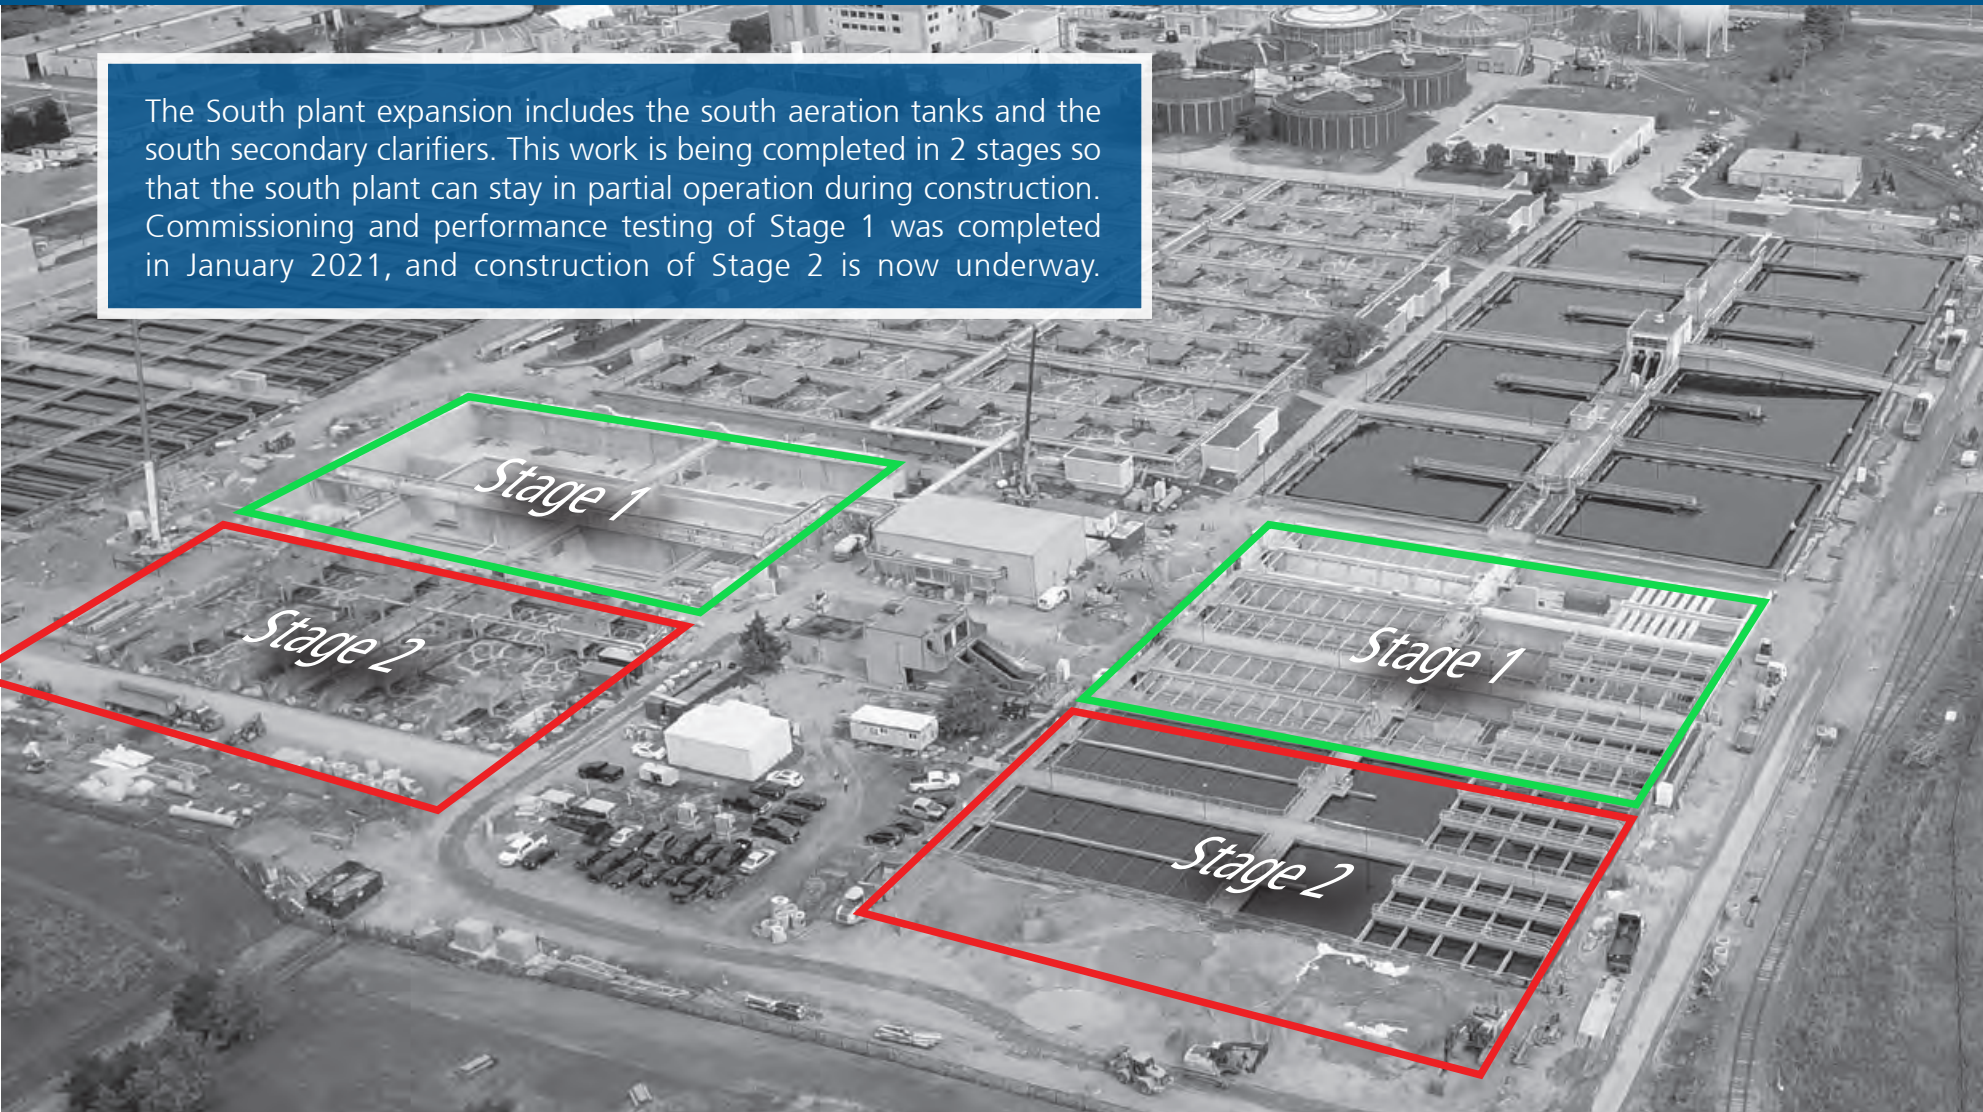 The South plant expansion includes the south aeration tanks and the
south secondary clarifiers. This work is being completed in 2 stages so
that the south plant can stay in partial operation during construction.
Commissioning and performance testing of Stage 1 was completed
in January 2021, and construction of Stage 2 is now underway.
Stage 1
Stage 2
Stage 1
Stage 2